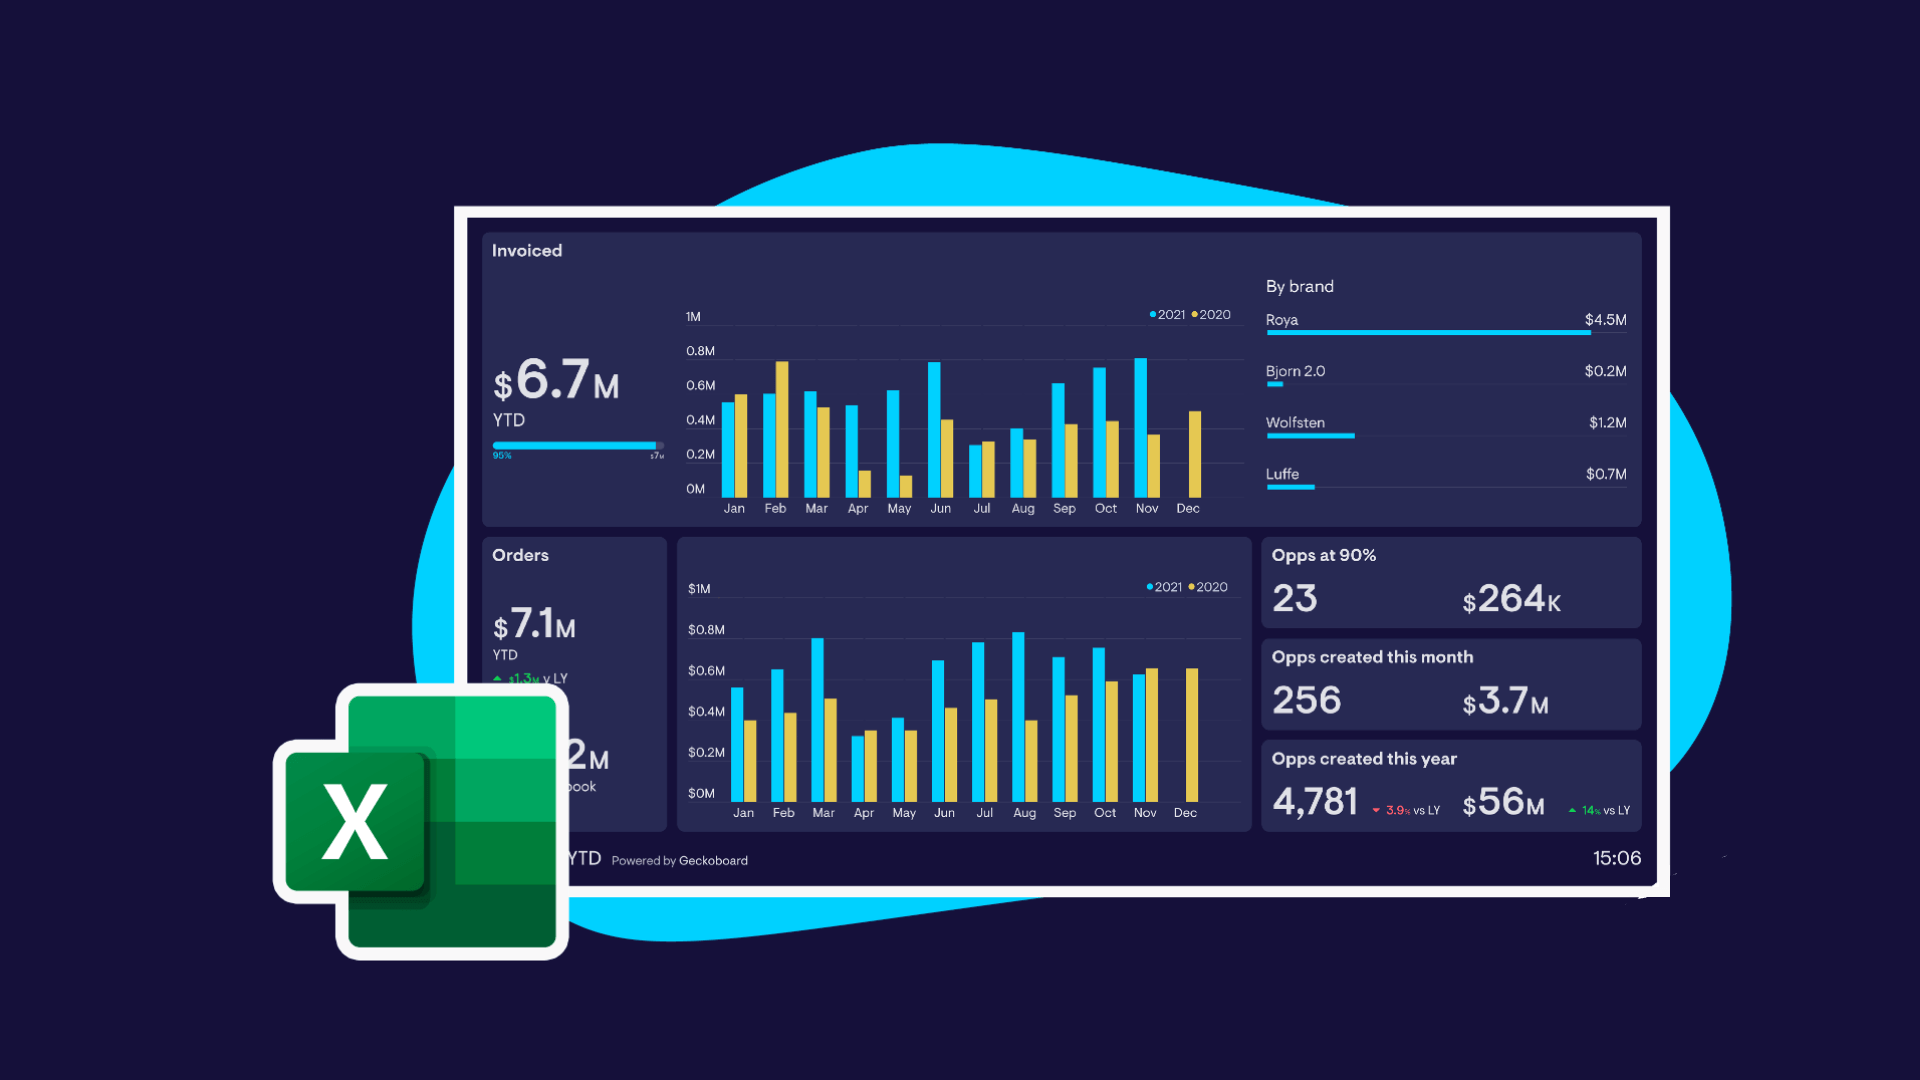 Invoiced
$6.7M
YTD
95% $7M
1M
0.8M
0.6M
0.4M
0.2M
0M
2021 2020
Jan Feb Mar Apr May Jun Jul Aug Sep Oct Nov Dec
By brand
Roya $4.5M
Bjorn 2.0 $0.2M
Wolfsten $1.2M
Luffe $0.7M
Orders
$7.1M
YTD
$1.3M v LY
2M
book
$1M
$0.8M
$0.6M
$0.4M
$0.2M
$0M
2021 2020
Jan Feb Mar Apr May Jun Jul Aug Sep Oct Nov Dec
Opps at 90%
23 $264K
Opps created this month
256 $3.7M
Opps created this year
4,781 3.9% vs LY $56M 14% vs LY
YTD Powered by Geckoboard
15:06
X